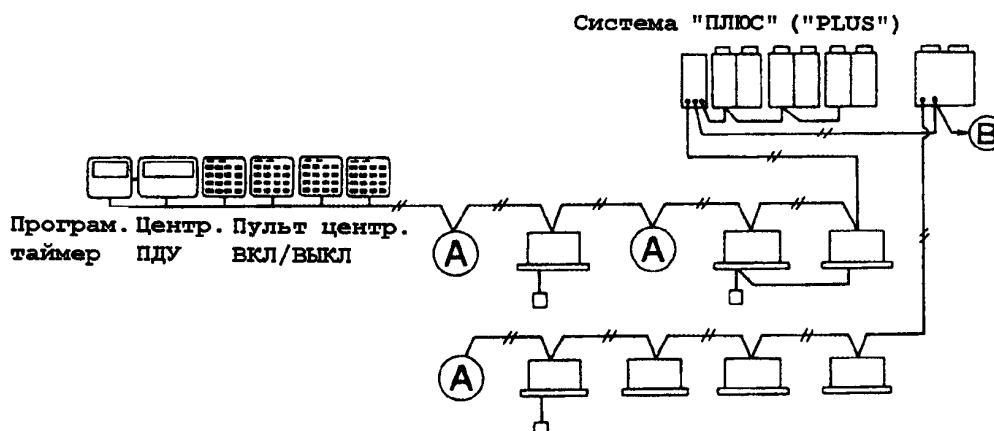 Система "ПЛЮС" ("PLUS")
B
Програм. Центр. Пульт центр.
таймер ПДУ ВКЛ/ВЫКЛ
A
A
A